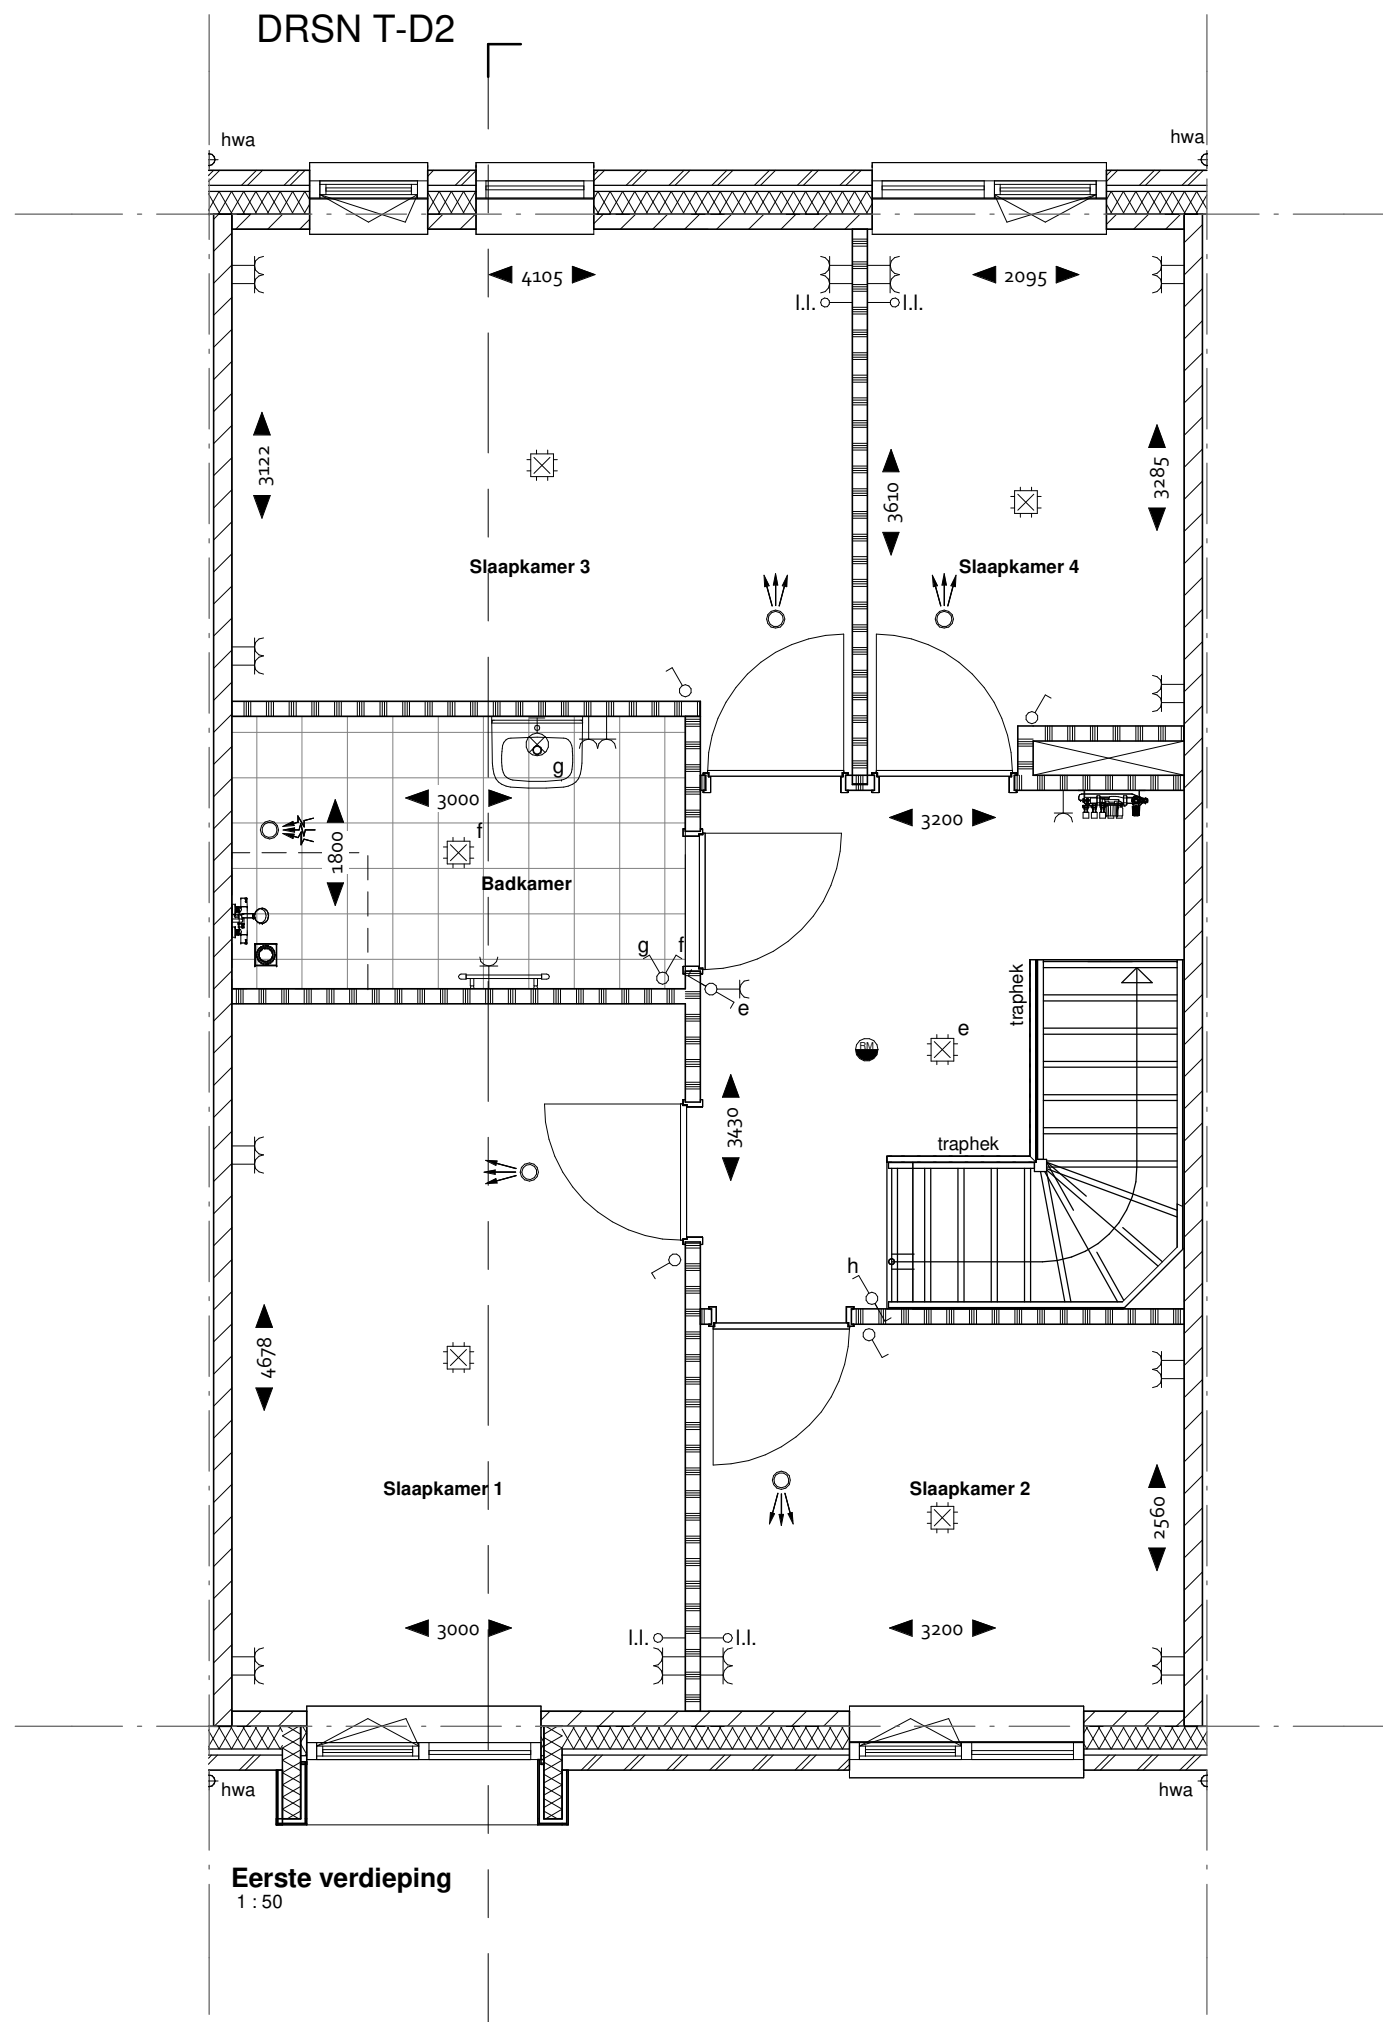 DRSN T-D2
hwa
hwa
4105
2095
l.l.
l.l.
3122
3610
3285
Slaapkamer 3
Slaapkamer 4
g
3000
f
1800
3200
Badkamer
g
f
e
traphek
RM
e
3430
traphek
h
4678
Slaapkamer 1
Slaapkamer 2
2560
3000
l.l.
l.l.
3200
hwa
hwa
Eerste verdieping
1 : 50